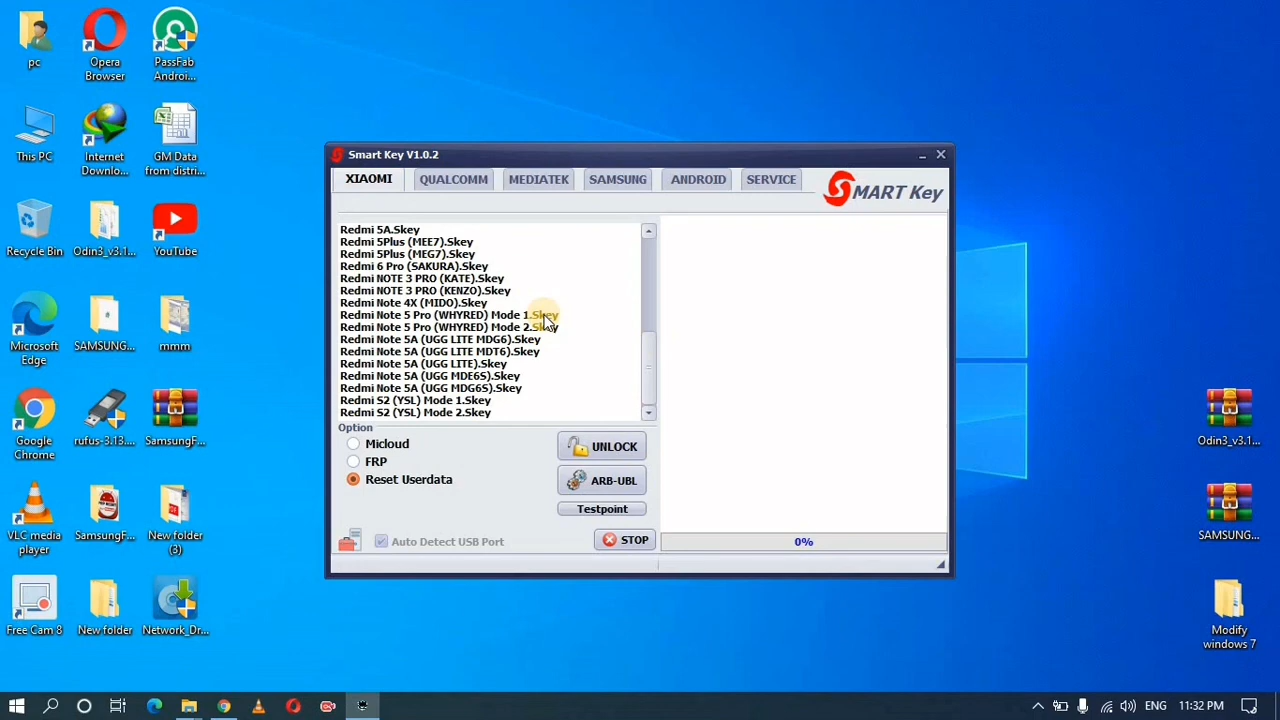 pc
Opera
Browser
PassFab
Androi...
This PC
Internet
Downlo...
GM Data
from distri...
Recycle Bin
Odin3_v3.1...
YouTube
Microsoft
Edge
SAMSUNG...
mmm
Google
Chrome
rufus-3.13....
SamsungF...
VLC media
player
SamsungF...
New folder
(3)
Free Cam 8
New folder
Network_Dr...
Smart Key V1.0.2
XIAOMI
QUALCOMM
MEDIATEK
SAMSUNG
ANDROID
SERVICE
SMART Key
Redmi 5A.Skey
Redmi 5Plus (MEE7).Skey
Redmi 5Plus (MEG7).Skey
Redmi 6 Pro (SAKURA).Skey
Redmi NOTE 3 PRO (KATE).Skey
Redmi NOTE 3 PRO (KENZO).Skey
Redmi Note 4X (MIDO).Skey
Redmi Note 5 Pro (WHYRED) Mode 1.Skey
Redmi Note 5 Pro (WHYRED) Mode 2.Skey
Redmi Note 5A (UGG LITE MDG6).Skey
Redmi Note 5A (UGG LITE MDT6).Skey
Redmi Note 5A (UGG LITE).Skey
Redmi Note 5A (UGG MDE6S).Skey
Redmi Note 5A (UGG MDG6S).Skey
Redmi S2 (YSL) Mode 1.Skey
Redmi S2 (YSL) Mode 2.Skey
Option
Micloud
FRP
Reset Userdata
UNLOCK
ARB-UBL
Testpoint
Auto Detect USB Port
STOP
0%
Odin3_v3.1...
SAMSUNG...
Modify
windows 7
ENG
11:32 PM